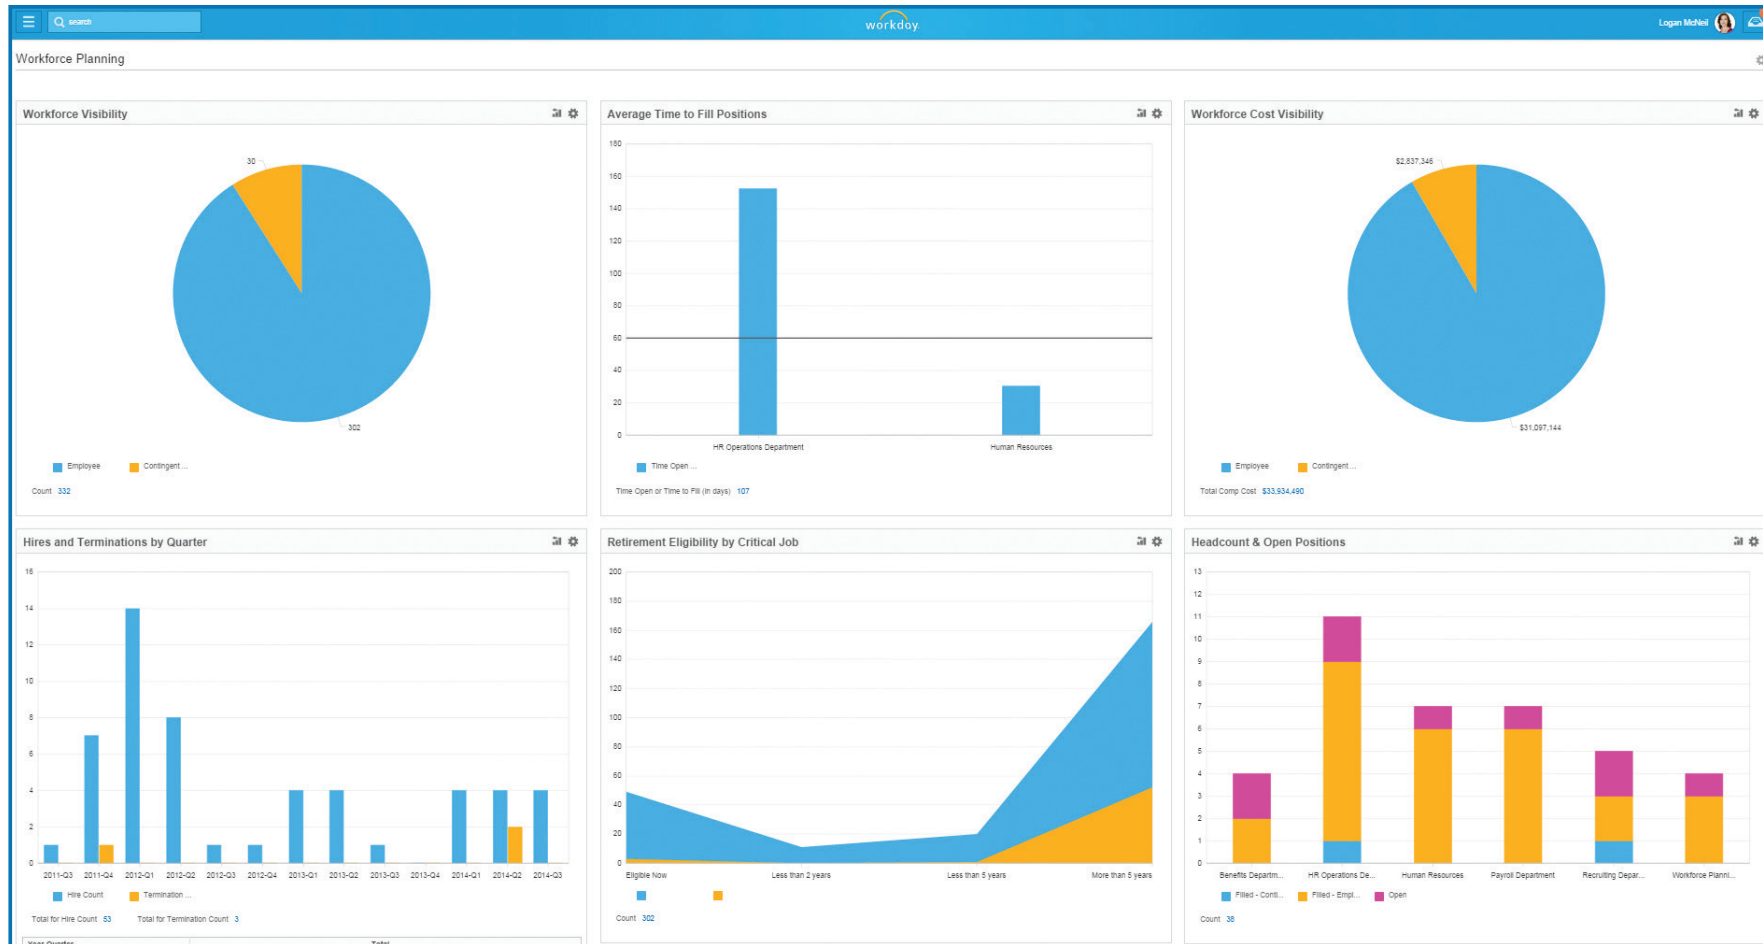 search
workday
Logan McNeil
Workforce Planning
Workforce Visibility
30
302
Employee
Contingent ...
Count 332
Average Time to Fill Positions
180
160
140
120
100
80
60
40
20
0
HR Operations Department
Human Resources
Time Open ...
Time Open or Time to Fill (in days) 107
Workforce Cost Visibility
$2,837,346
$31,097,144
Employee
Contingent ...
Total Comp Cost $33,934,490
Hires and Terminations by Quarter
16
14
12
10
8
6
4
2
0
2011-Q3 2011-Q4 2012-Q1 2012-Q2 2012-Q3 2012-Q4 2013-Q1 2013-Q2 2013-Q3 2013-Q4 2014-Q1 2014-Q2 2014-Q3
Hire Count
Termination ...
Total for Hire Count 53 Total for Termination Count 3
Year Quarter Total
Retirement Eligibility by Critical Job
200
180
160
140
120
100
80
60
40
20
0
Eligible Now Less than 2 years Less than 5 years More than 5 years
Count 302
Headcount & Open Positions
13
12
11
10
9
8
7
6
5
4
3
2
1
0
Benefits Departm... HR Operations De... Human Resources Payroll Department Recruiting Depar... Workforce Planni...
Filled - Conti... Filled - Empl... Open
Count 38